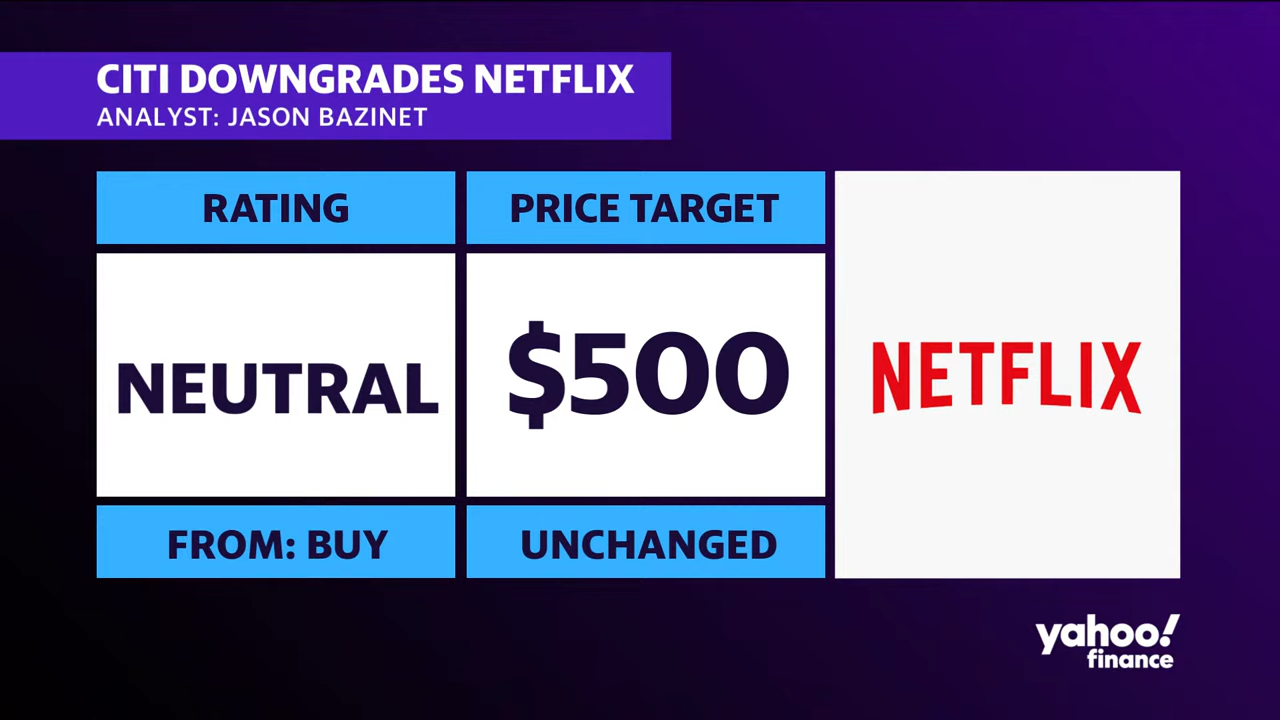 CITI DOWNGRADES NETFLIX
ANALYST: JASON BAZINET
RATING
NEUTRAL
FROM: BUY
PRICE TARGET
$500
UNCHANGED
NETFLIX
yahoo!
finance